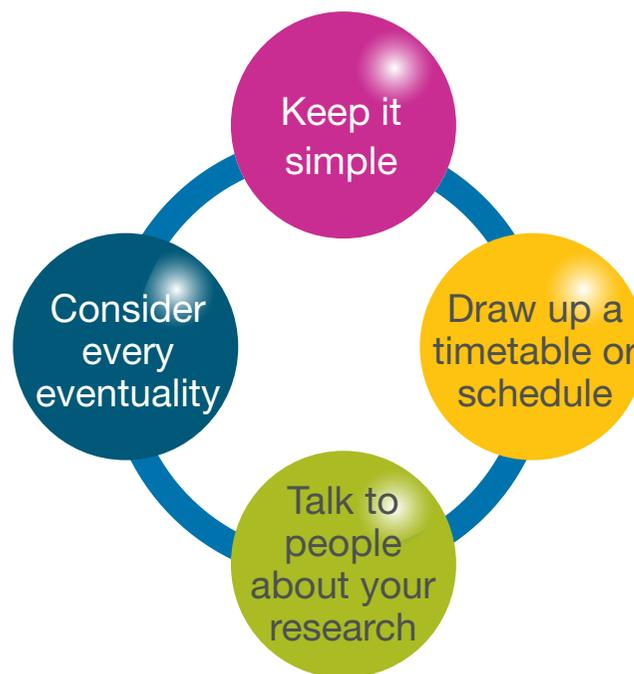 Keep it
simple
Draw up a
timetable or
schedule
Talk to
people
about your
research
Consider
every
eventuality